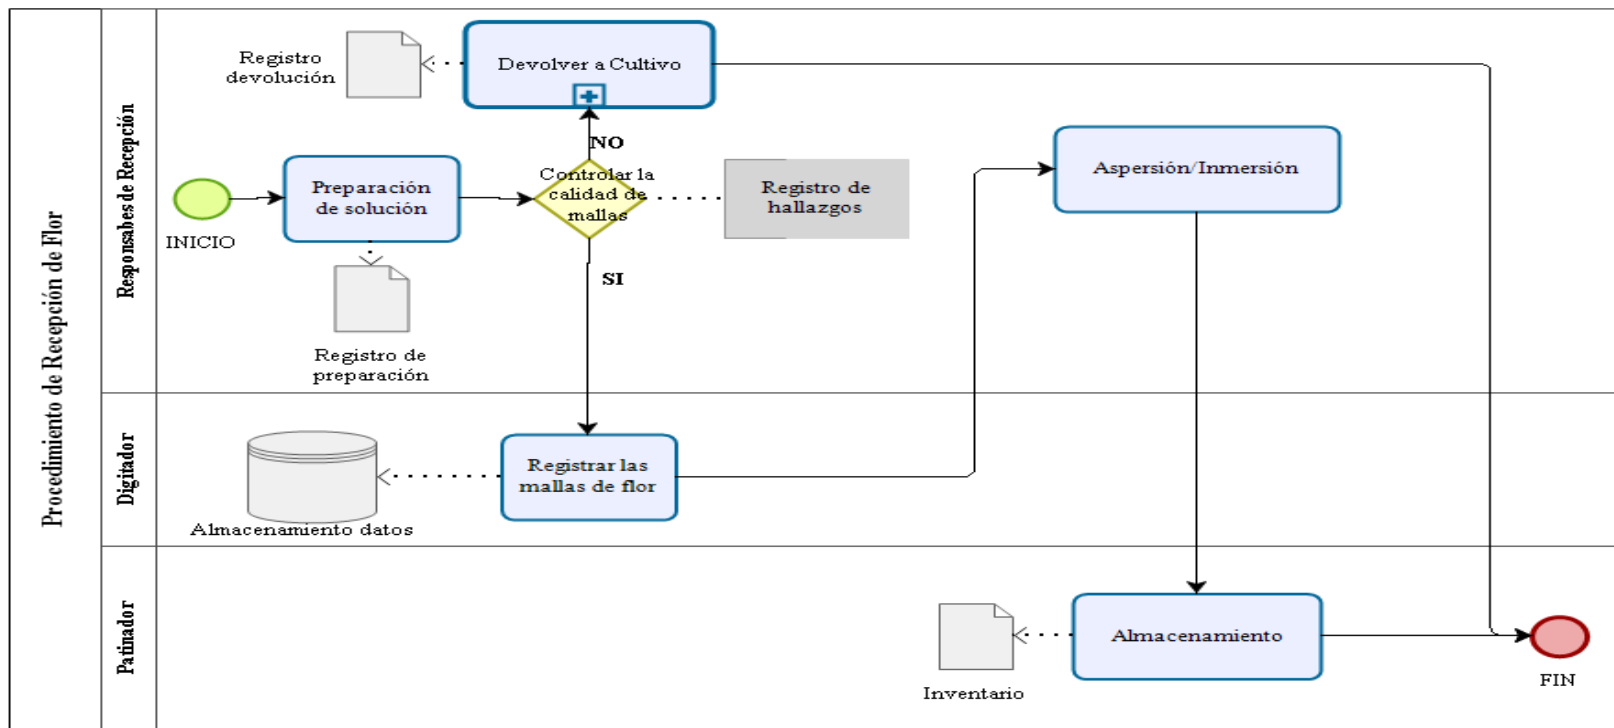 Procedimiento de Recepción de Flor
Responsabes de Recepción
Registro
devolución
Devolver a Cultivo
NO
INICIO
Preparación
de solución
Controlar la
calidad de
mallas
Registro de
hallazgos
Aspersión/Inmersión
SI
Registro de
preparación
Digitador
Almacenamiento datos
Registrar las
mallas de flor
Patinador
Inventario
Almacenamiento
FIN